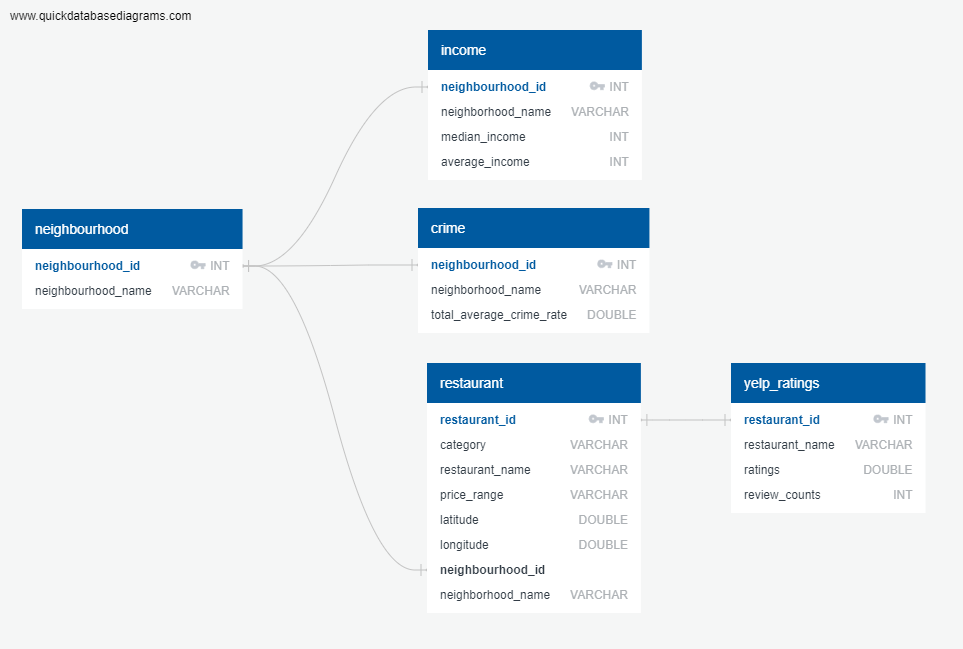 www.quickdatabasediagrams.com
income
neighbourhood_id INT
neighborhood_name VARCHAR
median_income INT
average_income INT
neighbourhood
neighbourhood_id INT
neighbourhood_name VARCHAR
crime
neighbourhood_id INT
neighborhood_name VARCHAR
total_average_crime_rate DOUBLE
restaurant
restaurant_id INT
category VARCHAR
restaurant_name VARCHAR
price_range VARCHAR
latitude DOUBLE
longitude DOUBLE
neighbourhood_id
neighborhood_name VARCHAR
yelp_ratings
restaurant_id INT
restaurant_name VARCHAR
ratings DOUBLE
review_counts INT